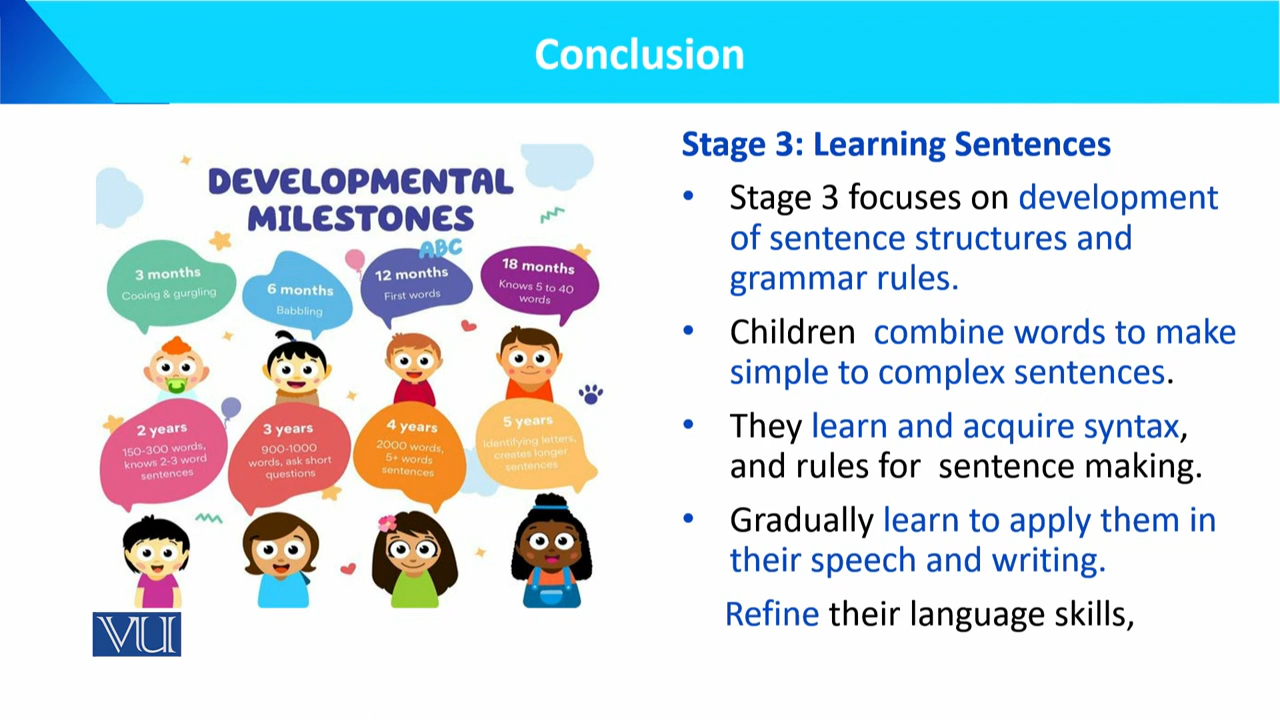 Conclusion
DEVELOPMENTAL
MILESTONES
ABC
3 months
Cooing & gurgling
6 months
Babbling
12 months
First words
18 months
Knows 5 to 40
words
2 years
150-300 words,
knows 2-3 word
sentences
3 years
900-1000
words, ask short
questions
4 years
2000 words,
5+ words
sentences
5 years
Identifying letters,
creates longer
sentences
VU
Stage 3: Learning Sentences
• Stage 3 focuses on development
of sentence structures and
grammar rules.
• Children combine words to make
simple to complex sentences.
• They learn and acquire syntax,
and rules for sentence making.
• Gradually learn to apply them in
their speech and writing.
Refine their language skills,